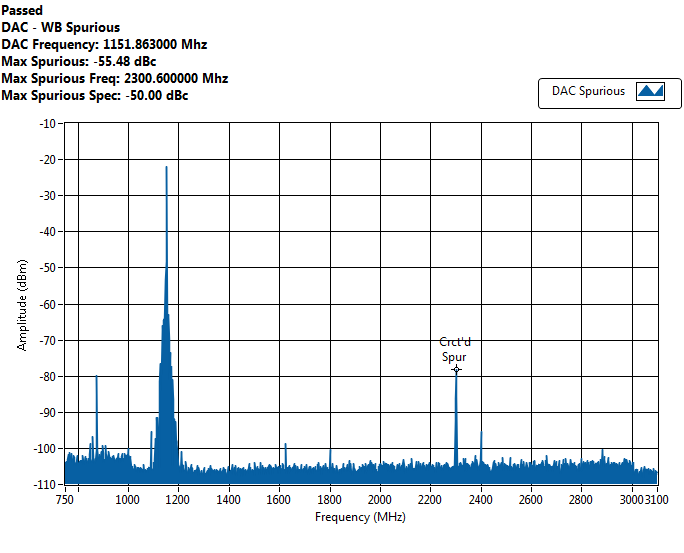 Passed
DAC - WB Spurious
DAC Frequency: 1151.863000 Mhz
Max Spurious: -55.48 dBc
Max Spurious Freq: 2300.600000 Mhz
Max Spurious Spec: -50.00 dBc
DAC Spurious
-10
-20
-30
-40
-50
-60
-70
-80
-90
-100
-110
Amplitude (dBm)
Crct'd
Spur
750 1000 1200 1400 1600 1800 2000 2200 2400 2600 2800 3000 3100
Frequency (MHz)